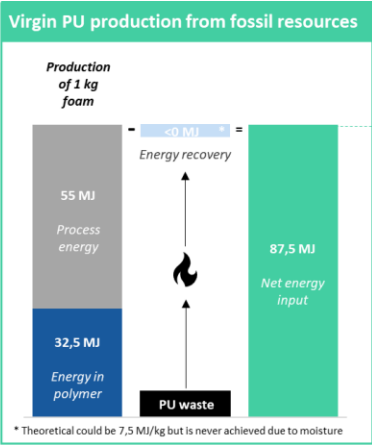 Virgin PU production from fossil resources
Production
of 1 kg
foam
-
<0 MJ *
=
Energy recovery
55 MJ
Process
energy
87,5 MJ
Net energy
input
32,5 MJ
Energy in
polymer
PU waste
* Theoretical could be 7,5 MJ/kg but is never achieved due to moisture